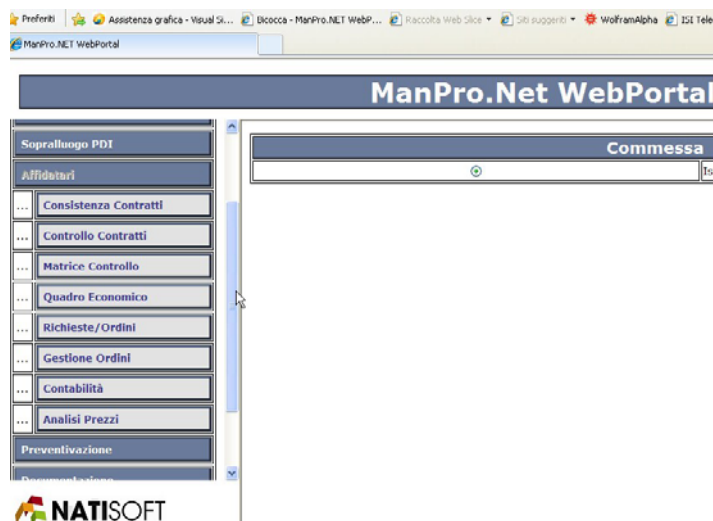 Preferiti
Assistenza grafica - Visual Si...
Bicocca - ManPro.NET WebP...
Raccolta Web Slice
Siti suggeriti
WolframAlpha
ISI Tele
ManPro.NET WebPortal
ManPro.Net WebPortal
Sopralluogo PDI
Commessa
Affidatari
Is
... Consistenza Contratti
... Controllo Contratti
... Matrice Controllo
... Quadro Economico
... Richieste/Ordini
... Gestione Ordini
... Contabilità
... Analisi Prezzi
Preventivazione
Documentazione
NATISOFT